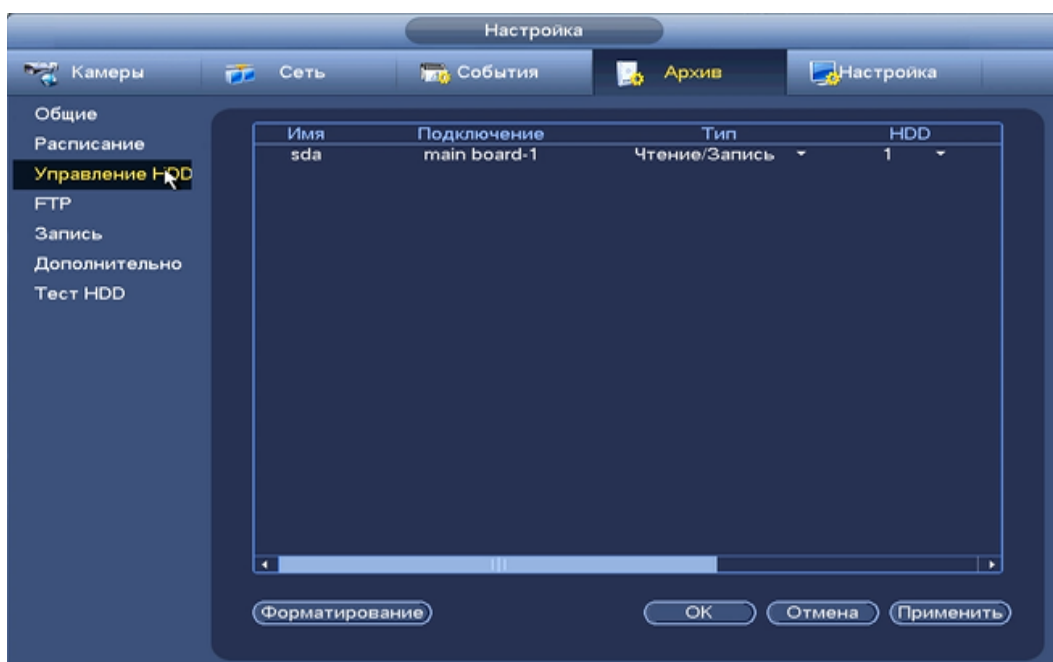 Настройка
Камеры Сеть События Архив Настройка
Общие
Расписание
Управление HDD
FTP
Запись
Дополнительно
Тест HDD
Имя Подключение Тип HDD
sda main board-1 Чтение/Запись 1
Форматирование OK Отмена Применить